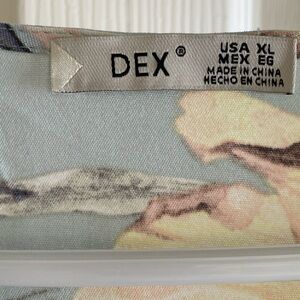 DEX®
USA XL
MEX EG
MADE IN CHINA
HECHO EN CHINA